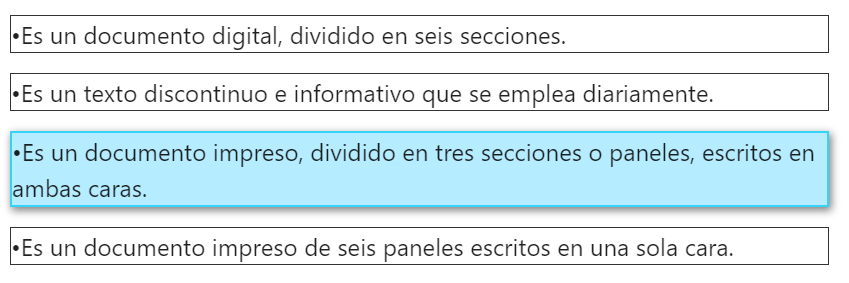 •Es un documento digital, dividido en seis secciones.
•Es un texto discontinuo e informativo que se emplea diariamente.
•Es un documento impreso, dividido en tres secciones o paneles, escritos en
ambas caras.
•Es un documento impreso de seis paneles escritos en una sola cara.